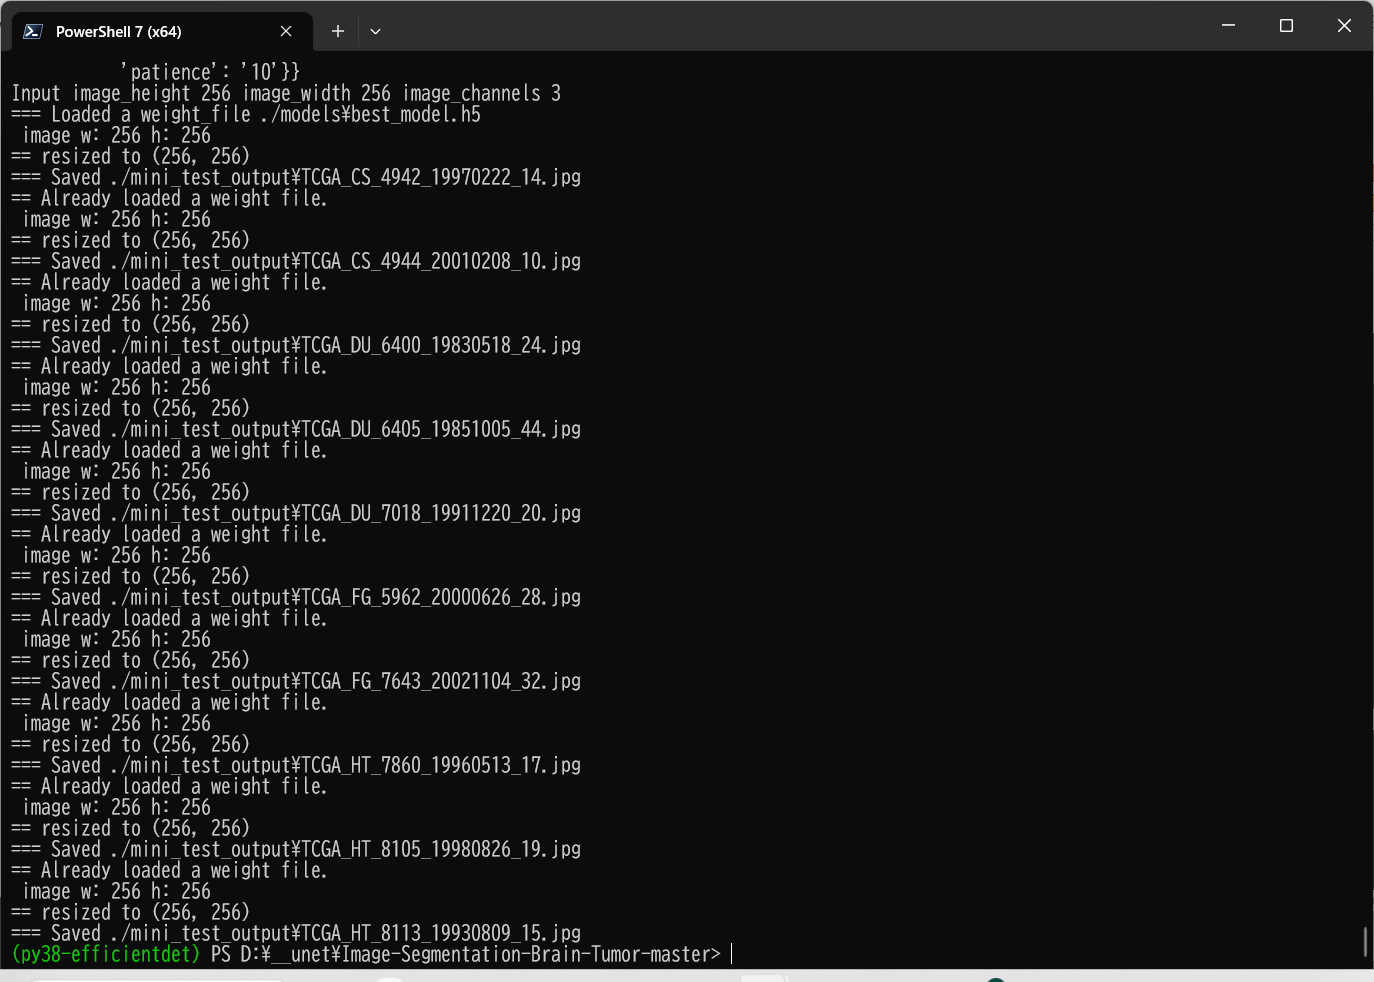 PowerShell 7 (x64)
'patience': '10'}}
Input image_height 256 image_width 256 image_channels 3
=== Loaded a weight_file ./models¥best_model.h5
image w: 256 h: 256
== resized to (256, 256)
=== Saved ./mini_test_output¥TCGA_CS_4942_19970222_14.jpg
== Already loaded a weight file.
image w: 256 h: 256
== resized to (256, 256)
=== Saved ./mini_test_output¥TCGA_CS_4944_20010208_10.jpg
== Already loaded a weight file.
image w: 256 h: 256
== resized to (256, 256)
=== Saved ./mini_test_output¥TCGA_DU_6400_19830518_24.jpg
== Already loaded a weight file.
image w: 256 h: 256
== resized to (256, 256)
=== Saved ./mini_test_output¥TCGA_DU_6405_19851005_44.jpg
== Already loaded a weight file.
image w: 256 h: 256
== resized to (256, 256)
=== Saved ./mini_test_output¥TCGA_DU_7018_19911220_20.jpg
== Already loaded a weight file.
image w: 256 h: 256
== resized to (256, 256)
=== Saved ./mini_test_output¥TCGA_FG_5962_20000626_28.jpg
== Already loaded a weight file.
image w: 256 h: 256
== resized to (256, 256)
=== Saved ./mini_test_output¥TCGA_FG_7643_20021104_32.jpg
== Already loaded a weight file.
image w: 256 h: 256
== resized to (256, 256)
=== Saved ./mini_test_output¥TCGA_HT_7860_19960513_17.jpg
== Already loaded a weight file.
image w: 256 h: 256
== resized to (256, 256)
=== Saved ./mini_test_output¥TCGA_HT_8105_19980826_19.jpg
== Already loaded a weight file.
image w: 256 h: 256
== resized to (256, 256)
=== Saved ./mini_test_output¥TCGA_HT_8113_19930809_15.jpg
(py38-efficientdet) PS D:¥__unet¥Image-Segmentation-Brain-Tumor-master>